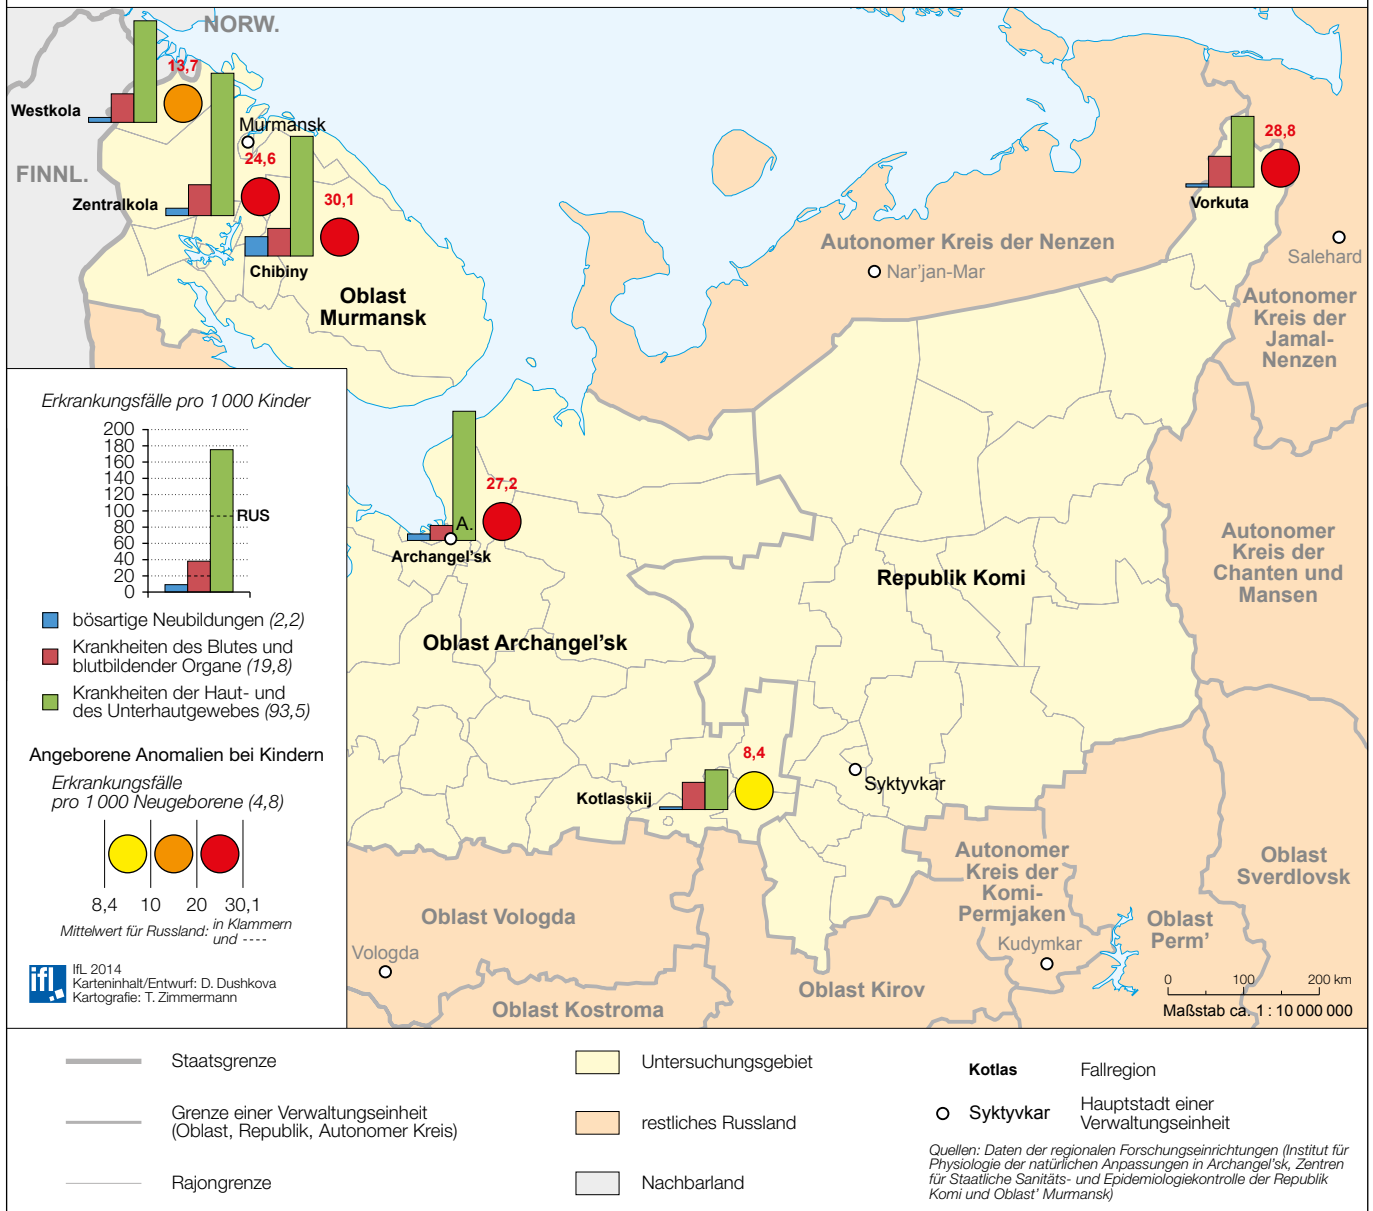 NORW.
13,7
Westkola
Murmansk
24,6
FINNL.
Zentralkola
30,1
Chibiny
Oblast
Murmansk
28,8
Vorkuta
Autonomer Kreis der Nenzen
Nar'jan-Mar
Salehard
Autonomer
Kreis der
Jamal-
Nenzen
27,2
A.
Archangel'sk
Republik Komi
Oblast Archangel'sk
Autonomer
Kreis der
Chanten und
Mansen
8,4
Kotlasskij
Syktyvkar
Autonomer
Kreis der
Komi-
Permjaken
Kudymkar
Oblast
Sverdlovsk
Oblast
Perm'
Oblast Vologda
Vologda
Oblast Kostroma
Oblast Kirov
0 100 200 km
Maßstab ca. 1 : 10 000 000
Erkrankungsfälle pro 1 000 Kinder
200
180
160
140
120
100
80
60
40
20
0
RUS
bösartige Neubildungen (2,2)
Krankheiten des Blutes und
blutbildender Organe (19,8)
Krankheiten der Haut- und
des Unterhautgewebes (93,5)
Angeborene Anomalien bei Kindern
Erkrankungsfälle
pro 1 000 Neugeborene (4,8)
8,4 10 20 30,1
Mittelwert für Russland: in Klammern
und ----
ifl
IfL 2014
Karteninhalt/Entwurf: D. Dushkova
Kartografie: T. Zimmermann
Staatsgrenze
Grenze einer Verwaltungseinheit
(Oblast, Republik, Autonomer Kreis)
Rajongrenze
Untersuchungsgebiet
restliches Russland
Nachbarland
Kotlas Fallregion
Syktyvkar Hauptstadt einer
Verwaltungseinheit
Quellen: Daten der regionalen Forschungseinrichtungen (Institut für
Physiologie der natürlichen Anpassungen in Archangel'sk, Zentren
für Staatliche Sanitäts- und Epidemiologiekontrolle der Republik
Komi und Oblast' Murmansk)